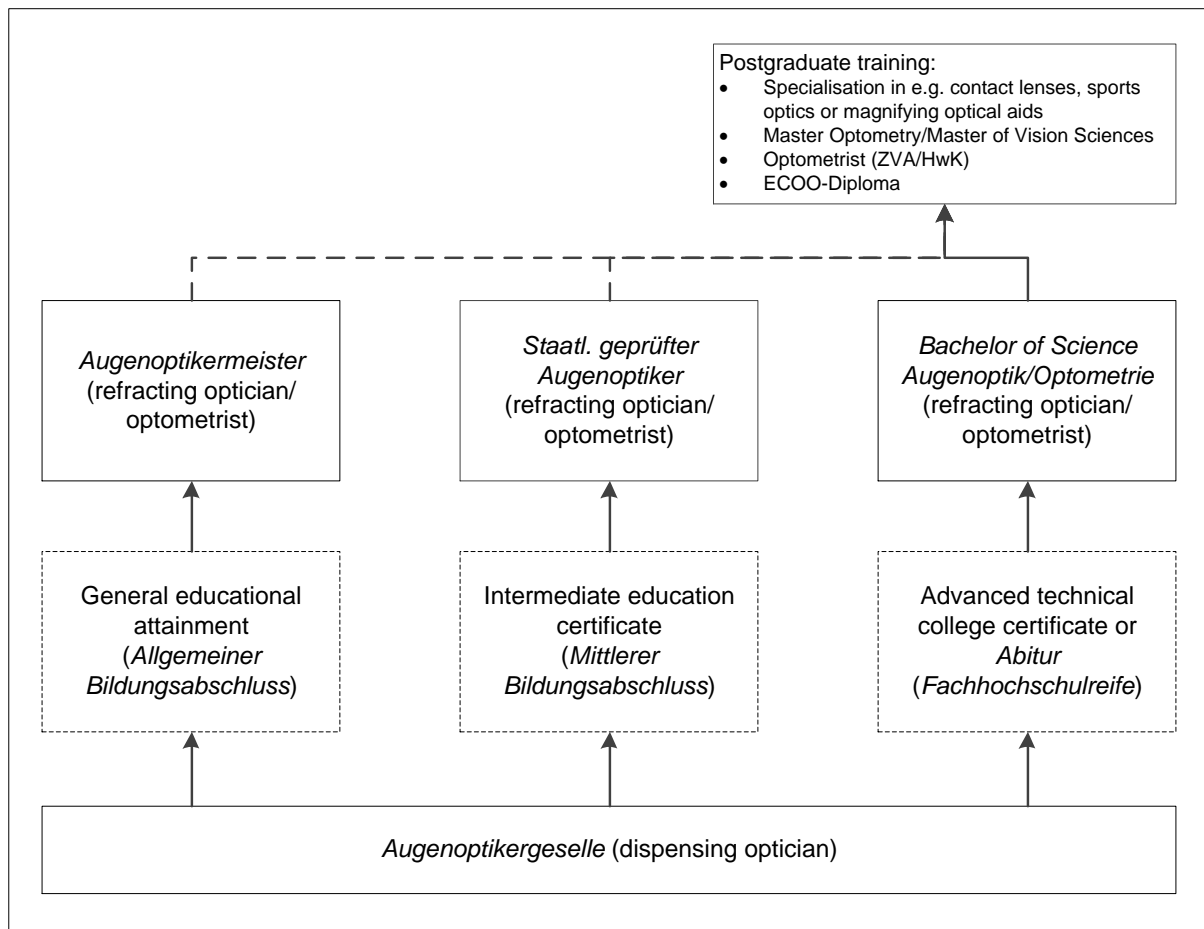 Postgraduate training:
• Specialisation in e.g. contact lenses, sports
optics or magnifying optical aids
• Master Optometry/Master of Vision Sciences
• Optometrist (ZVA/HwK)
• ECOO-Diploma
Augenoptikermeister
(refracting optician/
optometrist)
Staatl. geprüfter
Augenoptiker
(refracting optician/
optometrist)
Bachelor of Science
Augenoptik/Optometrie
(refracting optician/
optometrist)
General educational
attainment
(Allgemeiner
Bildungsabschluss)
Intermediate education
certificate
(Mittlerer
Bildungsabschluss)
Advanced technical
college certificate or
Abitur
(Fachhochschulreife)
Augenoptikergeselle (dispensing optician)